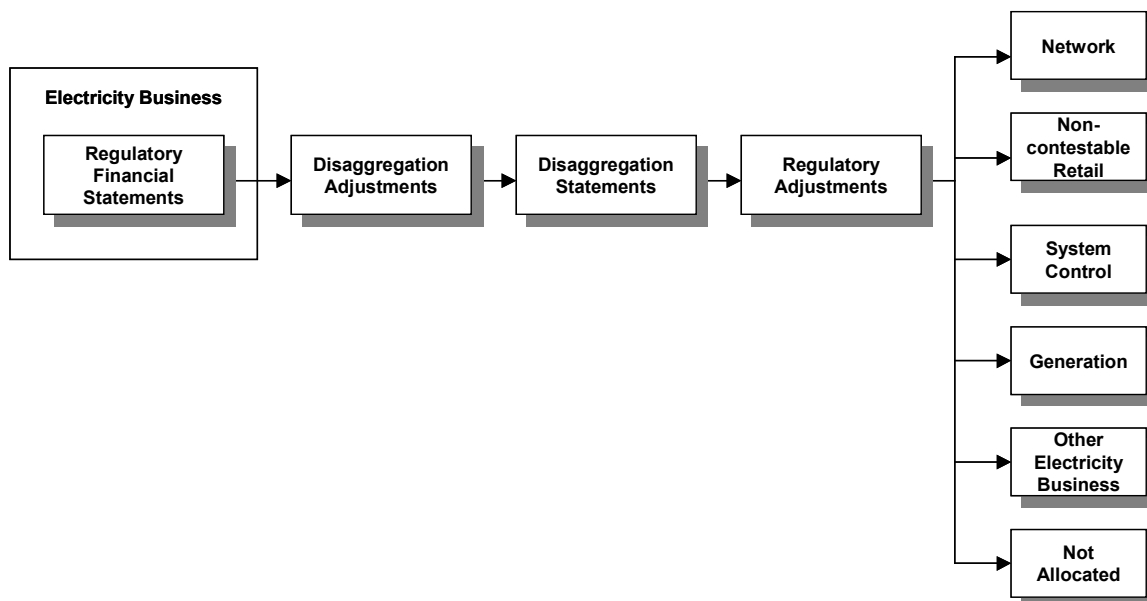 Electricity Business
Regulatory
Financial
Statements
Disaggregation
Adjustments
Disaggregation
Statements
Regulatory
Adjustments
Network
Non-
contestable
Retail
System
Control
Generation
Other
Electricity
Business
Not
Allocated